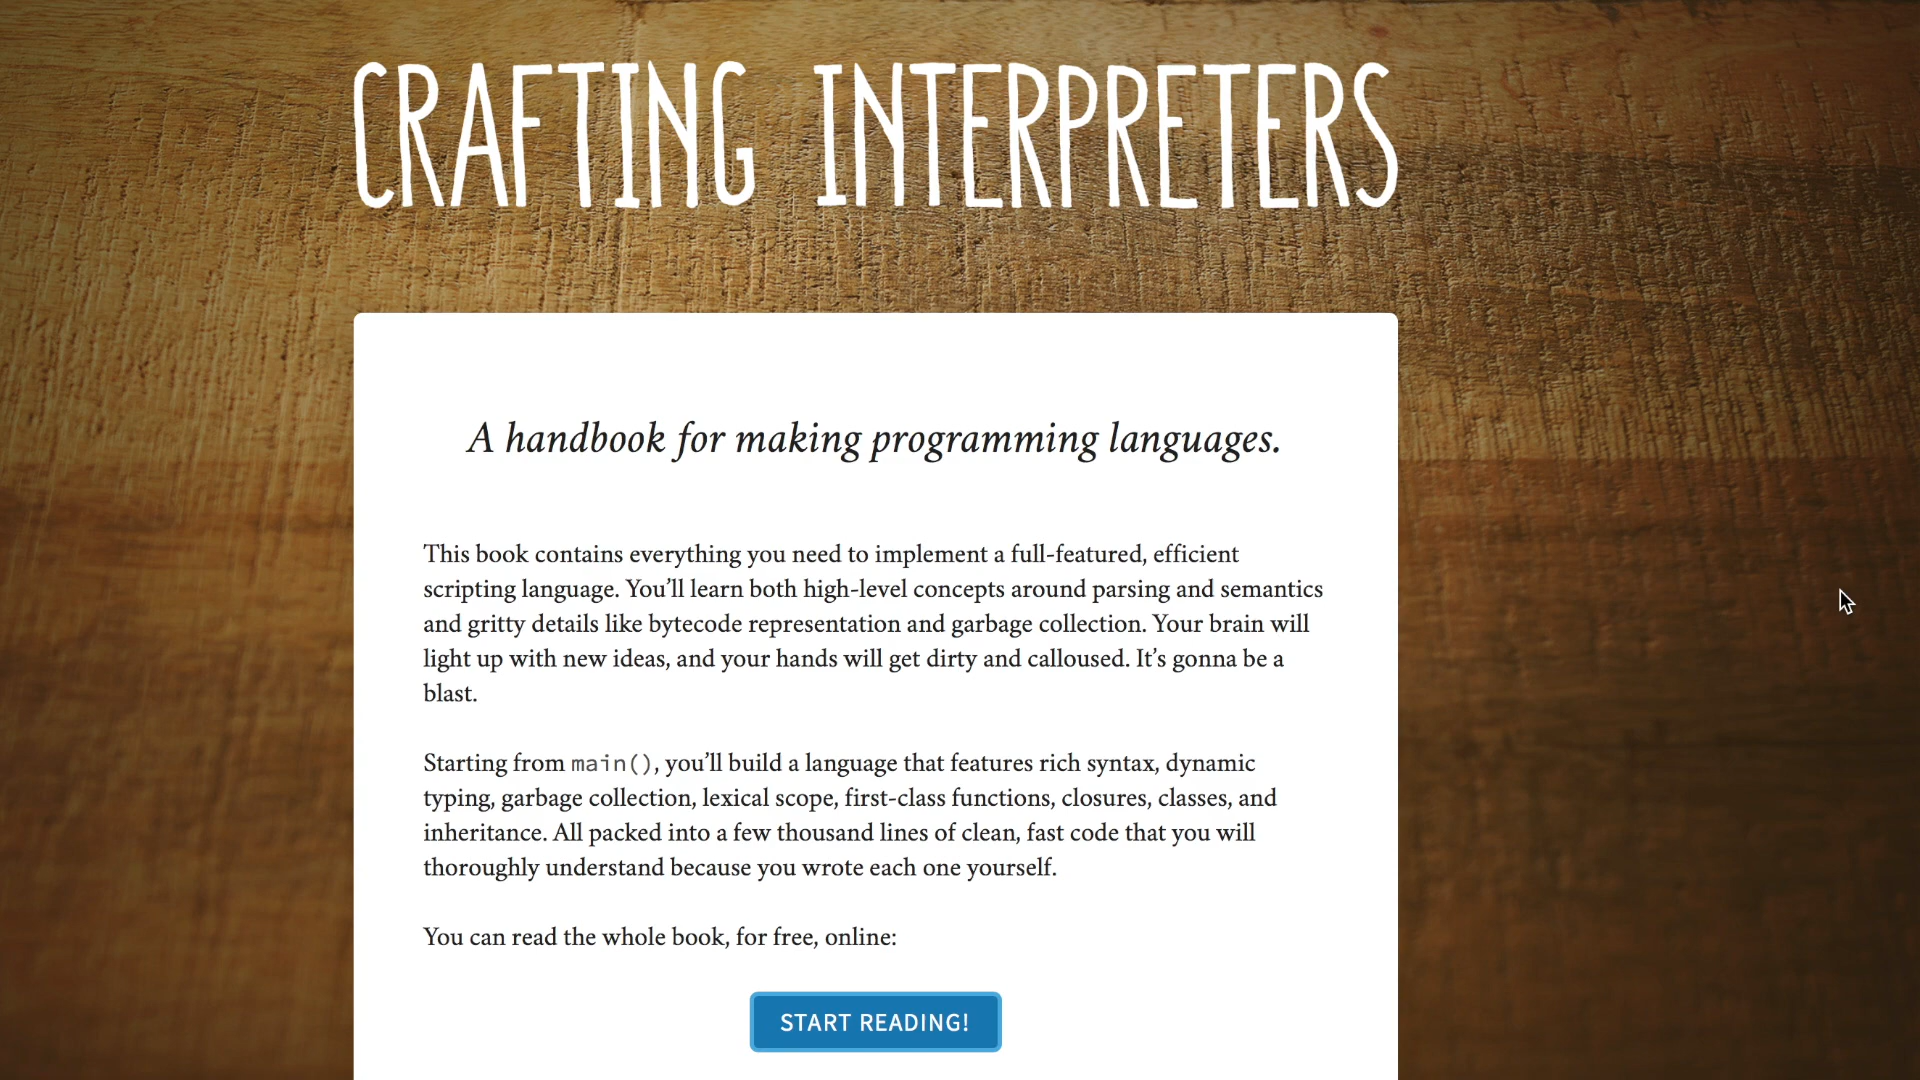 CRAFTING INTERPRETERS
A handbook for making programming languages.
This book contains everything you need to implement a full-featured, efficient
scripting language. You’ll learn both high-level concepts around parsing and semantics
and gritty details like bytecode representation and garbage collection. Your brain will
light up with new ideas, and your hands will get dirty and calloused. It’s gonna be a
blast.
Starting from main(), you’ll build a language that features rich syntax, dynamic
typing, garbage collection, lexical scope, first-class functions, closures, classes, and
inheritance. All packed into a few thousand lines of clean, fast code that you will
thoroughly understand because you wrote each one yourself.
You can read the whole book, for free, online:
START READING!